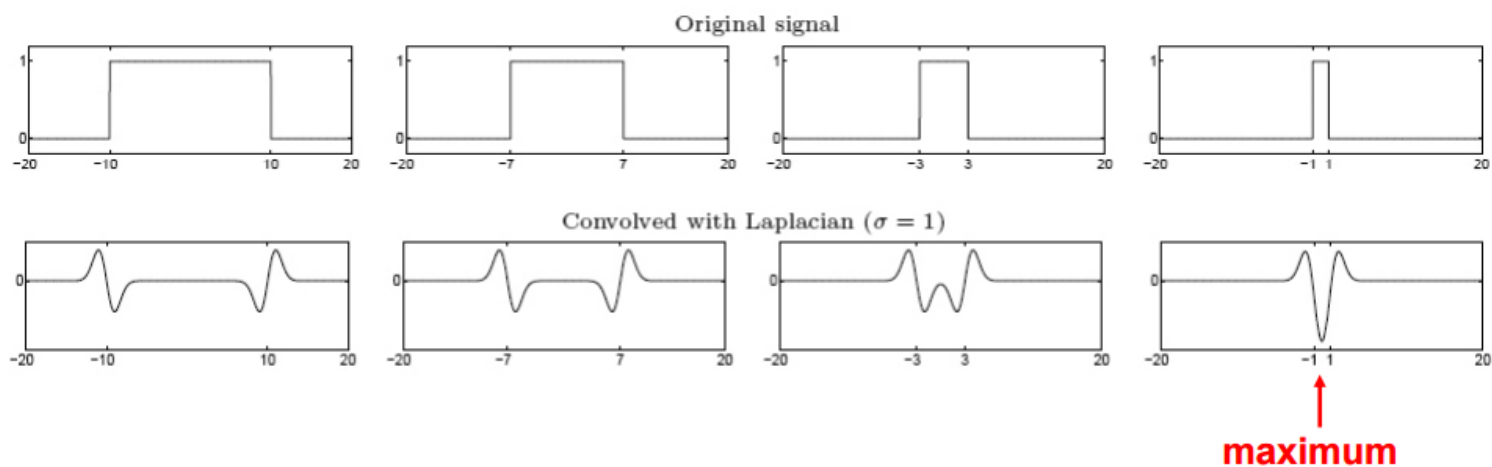 Original signal
1 1 1 1
0 0 0 0
−20 −10 10 20 −20 −7 7 20 −20 −3 3 20 −1 1 20
Convolved with Laplacian (σ = 1)
0 0 0 0
−20 −10 10 20 −20 −7 7 20 −20 −3 3 20 −1 1 20
maximum